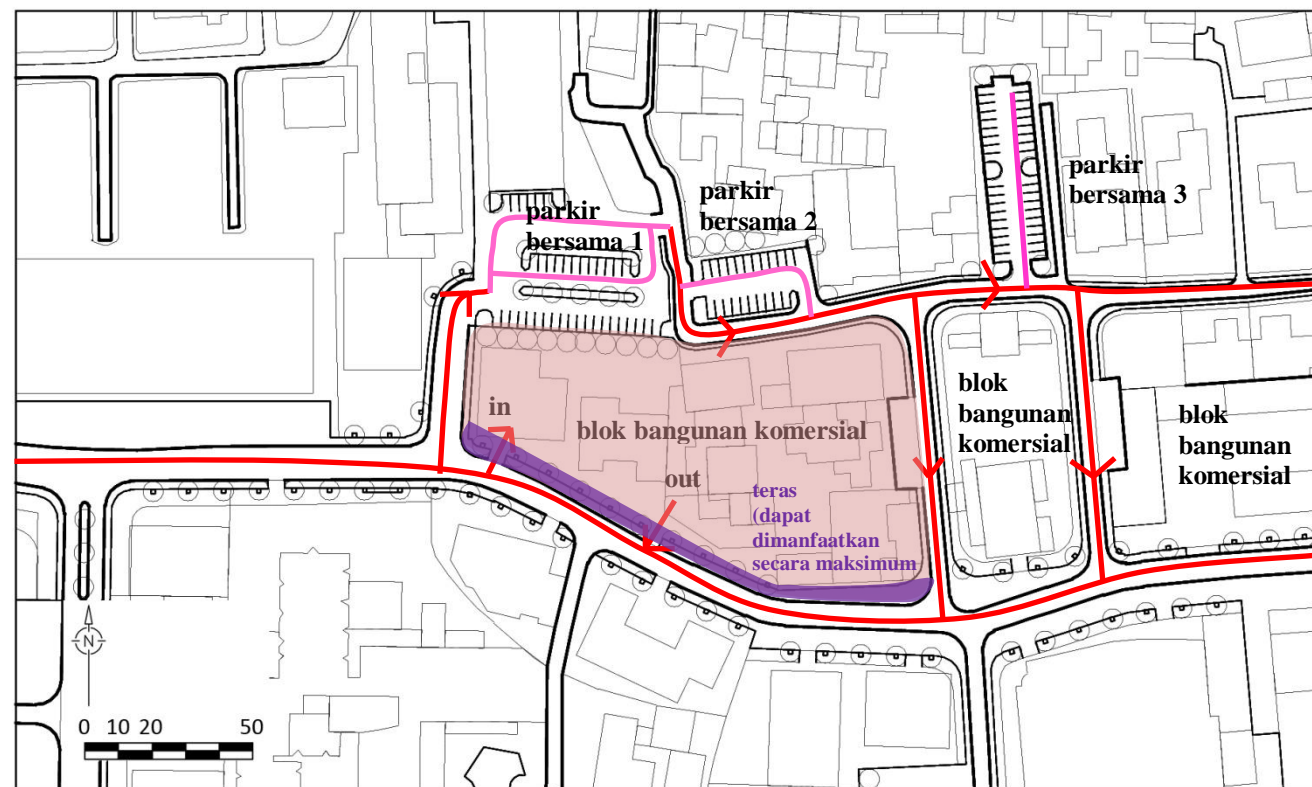 parkir
bersama 1
parkir
bersama 2
parkir
bersama 3
in
blok bangunan komersial
out
teras
(dapat
dimanfaatkan
secara maksimum
blok
bangunan
komersial
blok
bangunan
komersial
N
0 10 20 50